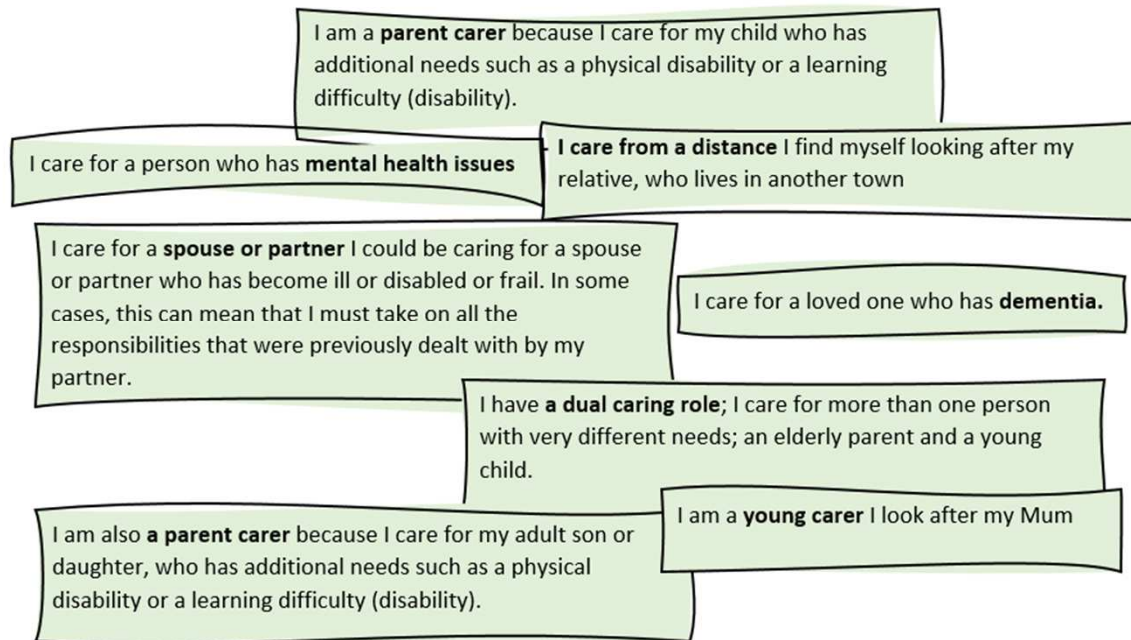 I am a parent carer because I care for my child who has
additional needs such as a physical disability or a learning
difficulty (disability).
I care for a person who has mental health issues
I care from a distance I find myself looking after my
relative, who lives in another town
I care for a spouse or partner I could be caring for a spouse
or partner who has become ill or disabled or frail. In some
cases, this can mean that I must take on all the
responsibilities that were previously dealt with by my
partner.
I care for a loved one who has dementia.
I have a dual caring role; I care for more than one person
with very different needs; an elderly parent and a young
child.
I am a young carer I look after my Mum
I am also a parent carer because I care for my adult son or
daughter, who has additional needs such as a physical
disability or a learning difficulty (disability).